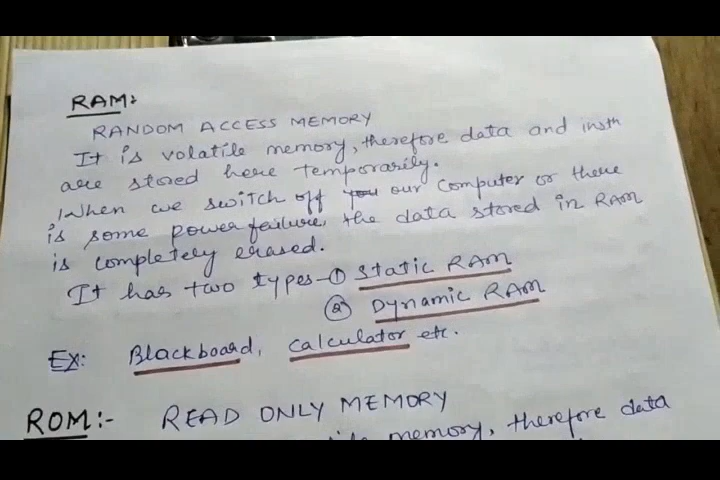 RAM:
RANDOM ACCESS MEMORY
It is volatile memory, therefore data and instn
are stored here temporarily.
When we switch off our computer or there
is some power failure, the data stored in RAM
is completely erased.
It has two types - ① Static RAM
② Dynamic RAM
Ex: Blackboard, calculator etc.
ROM:- READ ONLY MEMORY
memory, therefore data